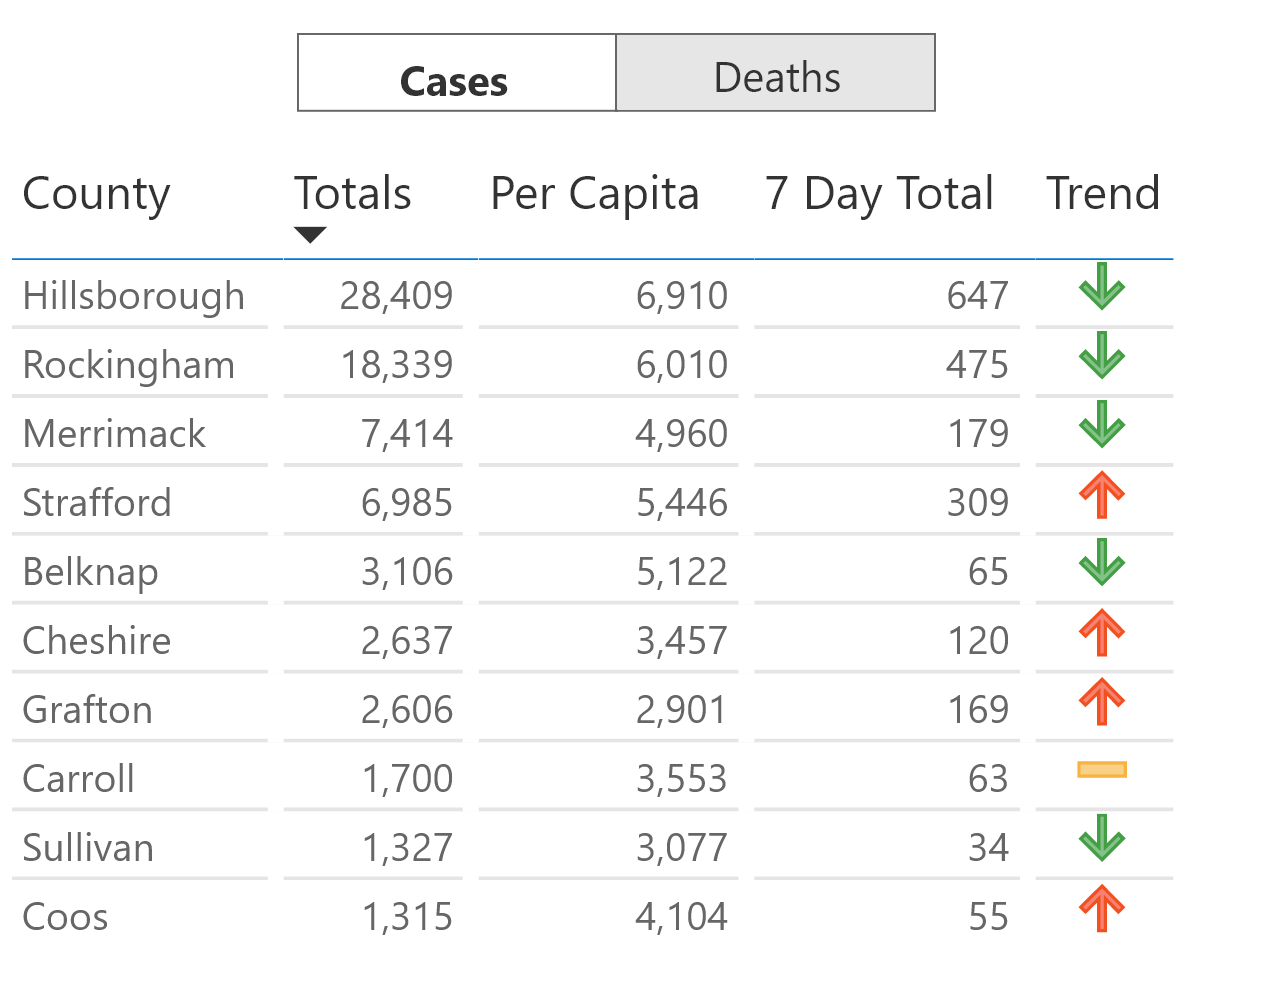 Cases Deaths
County Totals Per Capita 7 Day Total Trend
Hillsborough 28,409 6,910 647
Rockingham 18,339 6,010 475
Merrimack 7,414 4,960 179
Strafford 6,985 5,446 309
Belknap 3,106 5,122 65
Cheshire 2,637 3,457 120
Grafton 2,606 2,901 169
Carroll 1,700 3,553 63
Sullivan 1,327 3,077 34
Coos 1,315 4,104 55